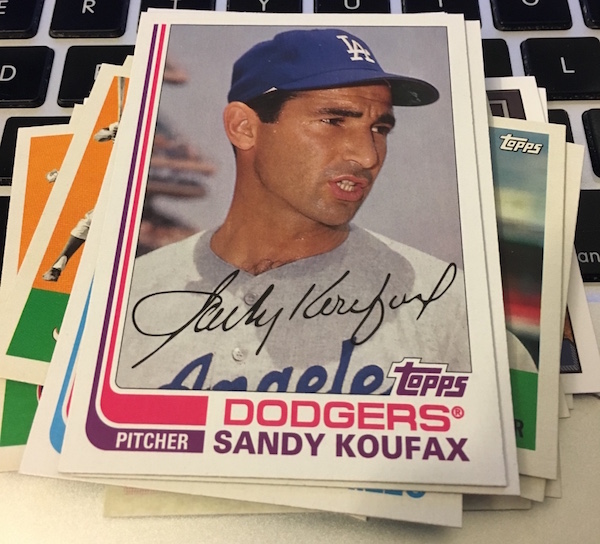 D
L
topps
LA
Sandy Koufax
Angele
topps
DODGERS®
PITCHER
SANDY KOUFAX
R